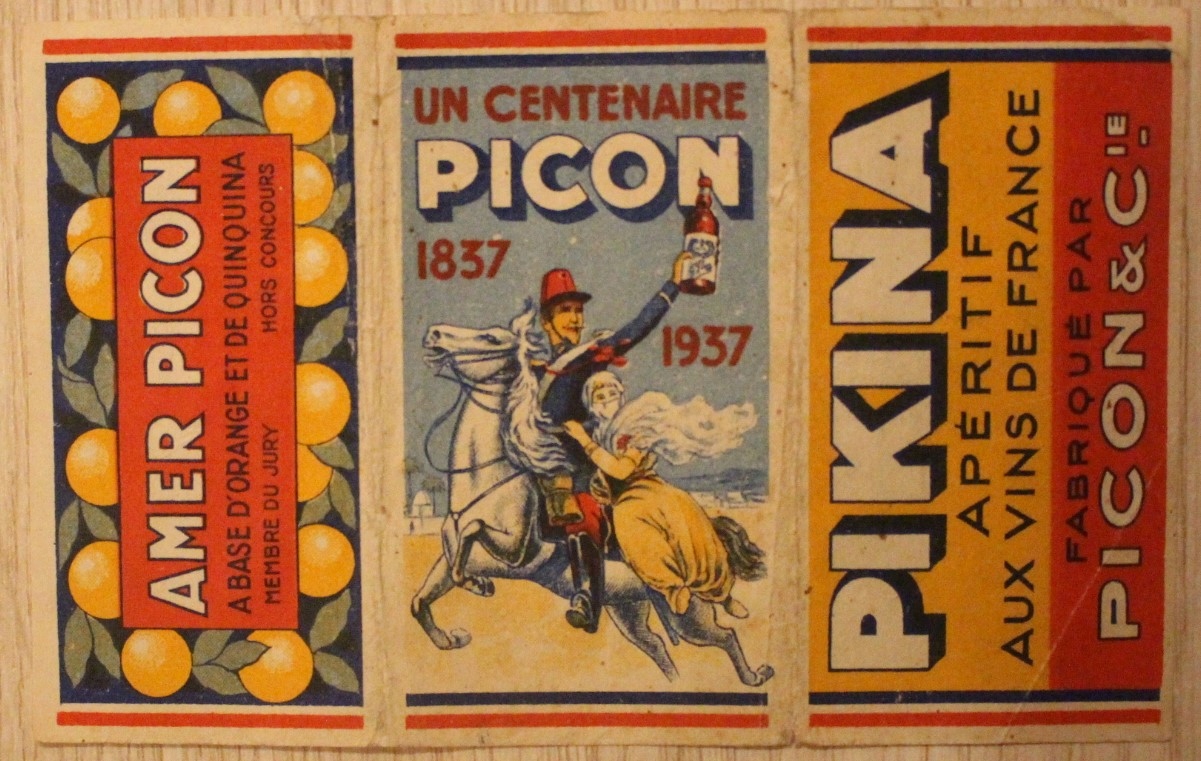 AMER PICON
A BASE D'ORANGE ET DE QUINQUINA
MEMBRE DU JURY HORS CONCOURS
UN CENTENAIRE
PICON
1837
1937
PIKINA
APÉRITIF
AUX VINS DE FRANCE
FABRIQUÉ PAR
PICON & CIE